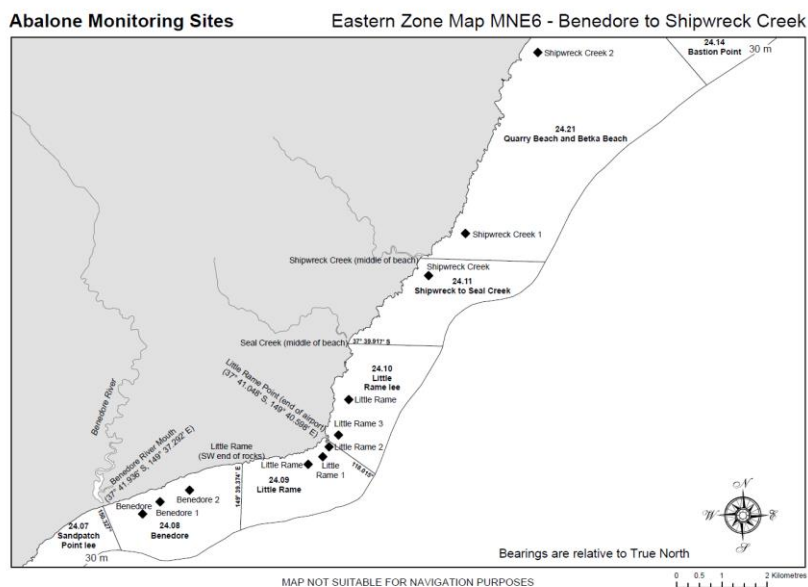 Abalone Monitoring Sites
Eastern Zone Map MNE6 - Benedore to Shipwreck Creek
24.14
Bastion Point
30 m
Shipwreck Creek 2
24.21
Quarry Beach and Betka Beach
Shipwreck Creek 1
Shipwreck Creek (middle of beach)
Shipwreck Creek
24.11
Shipwreck to Seal Creek
Seal Creek (middle of beach)
37° 39.917' S
Little Rame Point (end of airport)
(37° 41.048' S, 149° 40.598' E)
24.10
Little
Rame lee
Little Rame
Little Rame 3
Little Rame 2
Little
Rame 1
Little Rame
118.015°
Benedore River
Benedore River Mouth
(37° 41.936' S, 149° 37.292' E)
Little Rame
(SW end of rocks)
149° 39.374' E
24.09
Little Rame
Benedore 2
Benedore
Benedore 1
24.08
Benedore
24.07
Sandpatch
Point lee
30 m
N
W
E
S
Bearings are relative to True North
MAP NOT SUITABLE FOR NAVIGATION PURPOSES
0 0.5 1 2 Kilometres